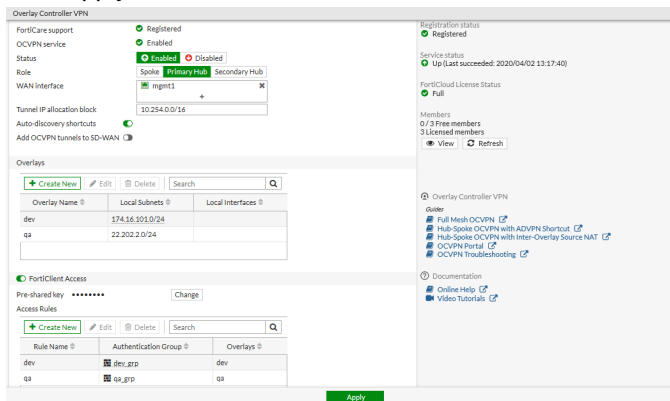 Overlay Controller VPN
FortiCare support Registered
OCVPN service Enabled
Status Enabled Disabled
Role Spoke Primary Hub Secondary Hub
WAN interface mgmt1 ✖
+
Tunnel IP allocation block 10.254.0.0/16
Auto-discovery shortcuts
Add OCVPN tunnels to SD-WAN
Overlays
+ Create New Edit Delete Search
Overlay Name Local Subnets Local Interfaces
dev 174.16.101.0/24
qa 22.202.2.0/24
FortiClient Access
Pre-shared key •••••••• Change
Access Rules
+ Create New Edit Delete Search
Rule Name Authentication Group Overlays
dev dev_grp dev
qa qa_grp qa
Registration status
Registered
Service status
Up (Last succeeded: 2020/04/02 13:17:40)
FortiCloud License Status
Full
Members
0 / 3 Free members
3 Licensed members
View Refresh
Overlay Controller VPN
Guides
Full Mesh OCVPN
Hub-Spoke OCVPN with ADVPN Shortcut
Hub-Spoke OCVPN with Inter-Overlay Source NAT
OCVPN Portal
OCVPN Troubleshooting
Documentation
Online Help
Video Tutorials
Apply